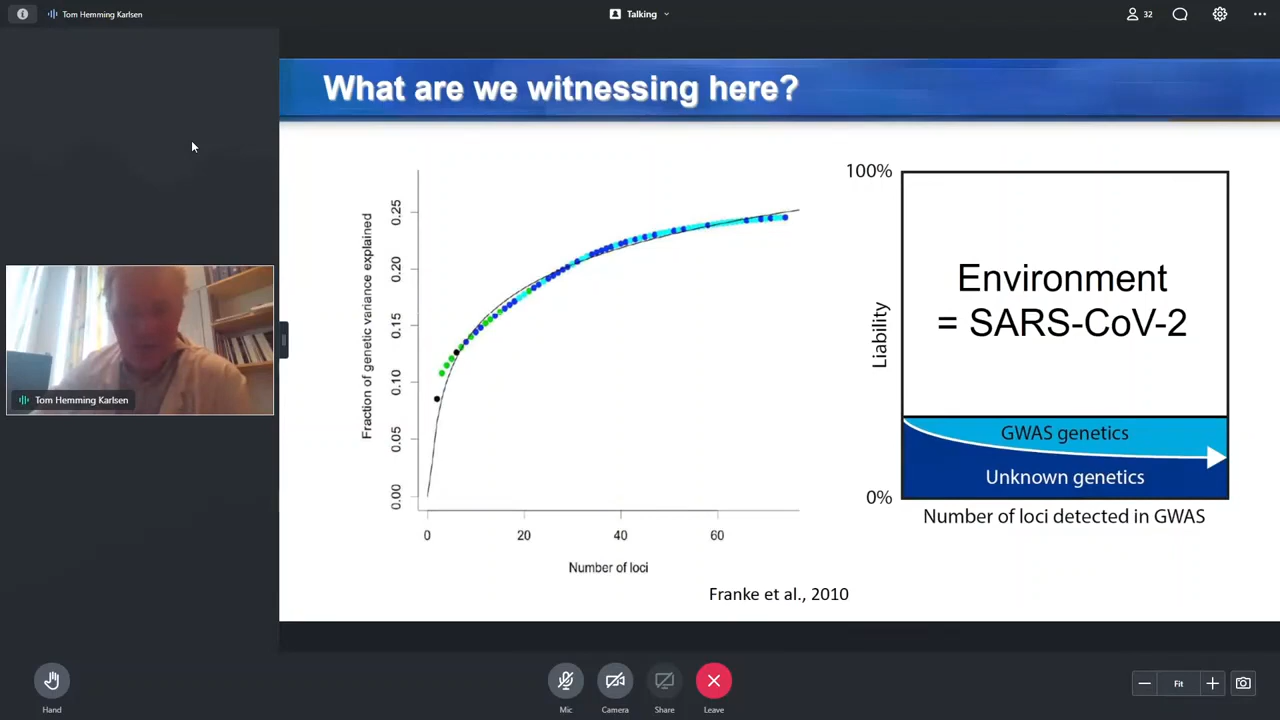 Tom Hemming Karlsen
Talking
32
What are we witnessing here?
Fraction of genetic variance explained
0.25
0.20
0.15
0.10
0.05
0.00
0
20
40
60
Number of loci
Franke et al., 2010
100%
Liability
Environment
= SARS-CoV-2
GWAS genetics
Unknown genetics
0%
Number of loci detected in GWAS
Tom Hemming Karlsen
Hand
Mic
Camera
Share
Leave
Fit